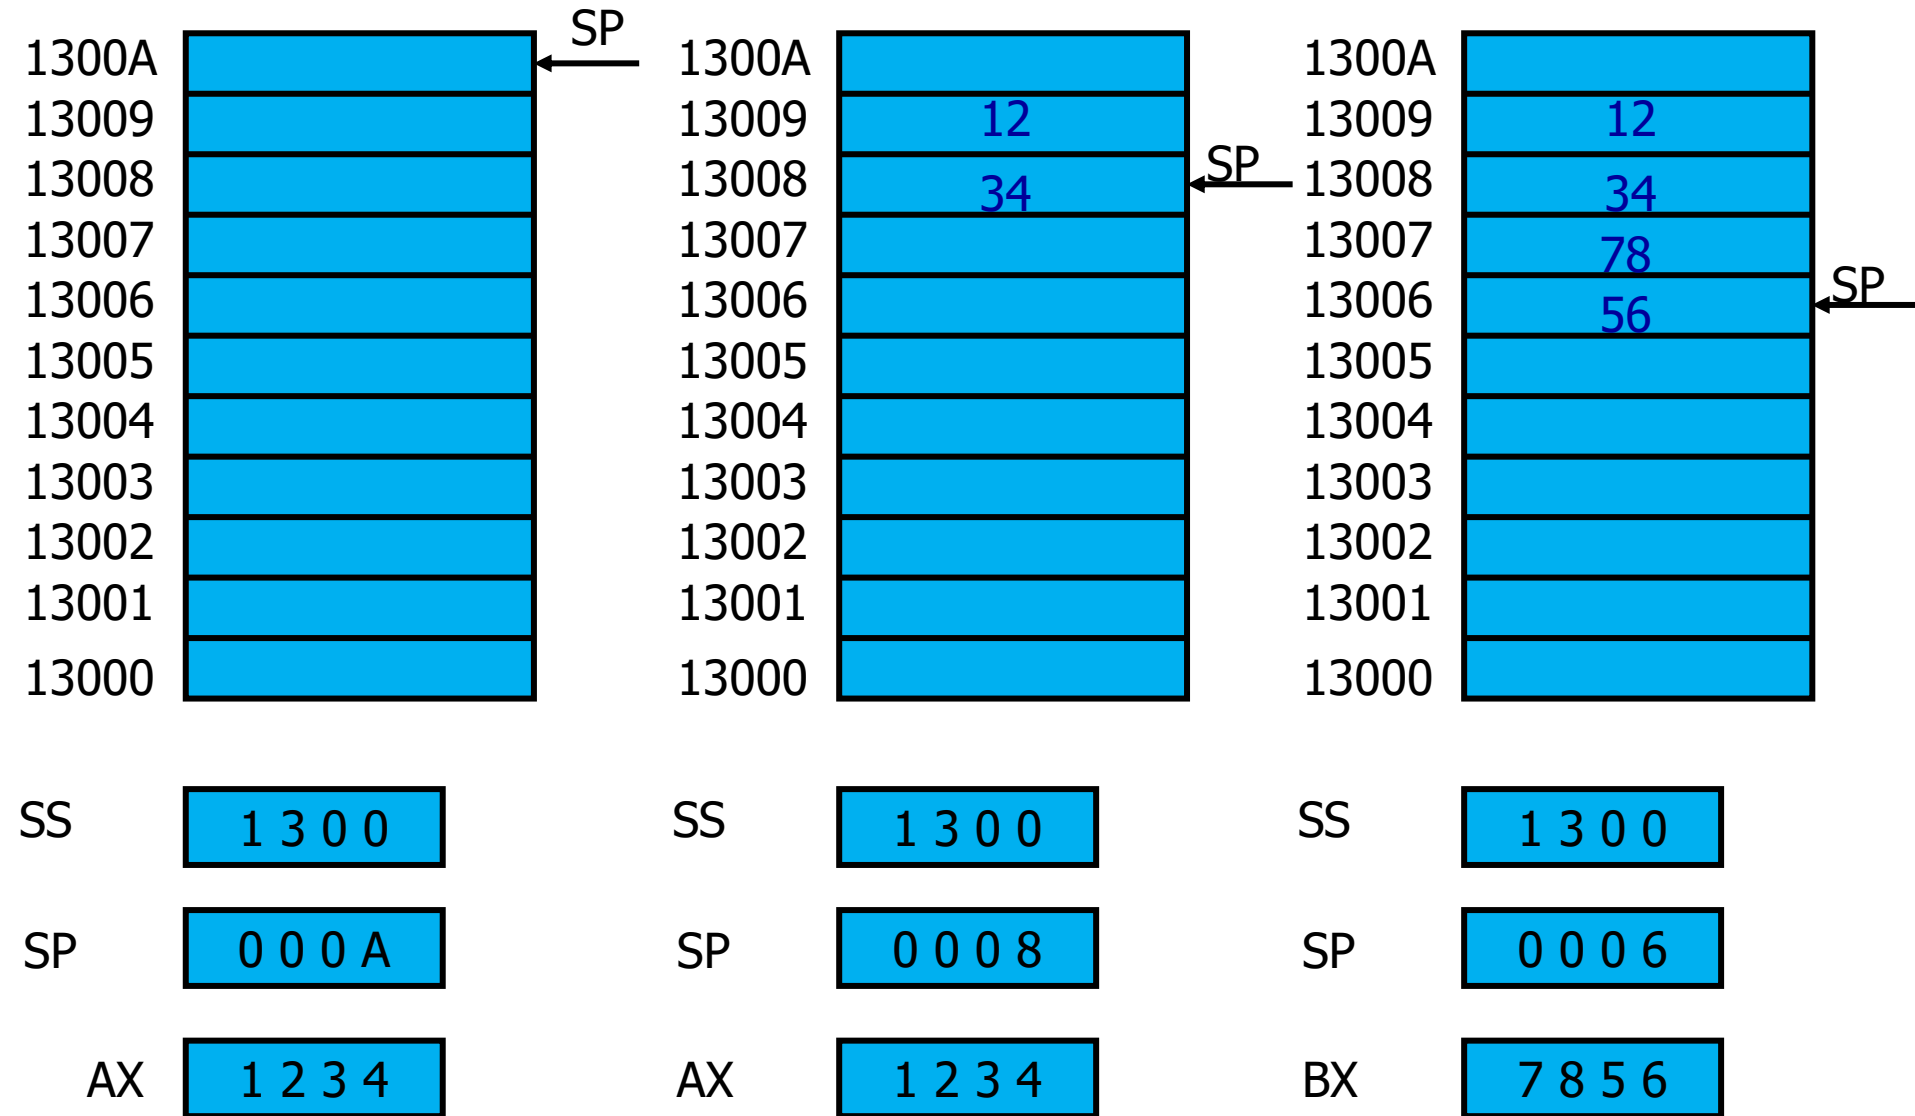 SP
1300A 1300A 1300A
13009 13009 12 13009 12
13008 13008 34 SP 13008 34
13007 13007 13007 78
13006 13006 13006 56 SP
13005 13005 13005
13004 13004 13004
13003 13003 13003
13002 13002 13002
13001 13001 13001
13000 13000 13000
SS 1 3 0 0 SS 1 3 0 0 SS 1 3 0 0
SP 0 0 0 A SP 0 0 0 8 SP 0 0 0 6
AX 1 2 3 4 AX 1 2 3 4 BX 7 8 5 6